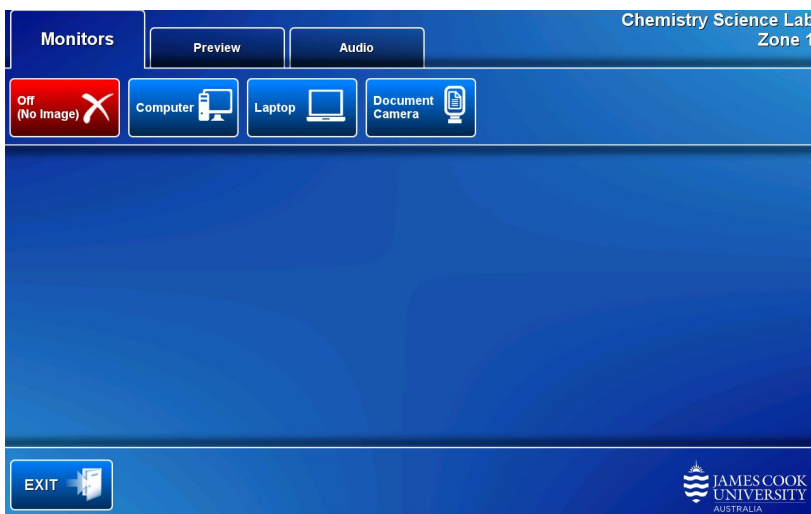 Monitors
Preview
Audio
Chemistry Science Lab
Zone 1
Off
(No Image)
Computer
Laptop
Document
Camera
EXIT
JAMES COOK
UNIVERSITY
AUSTRALIA